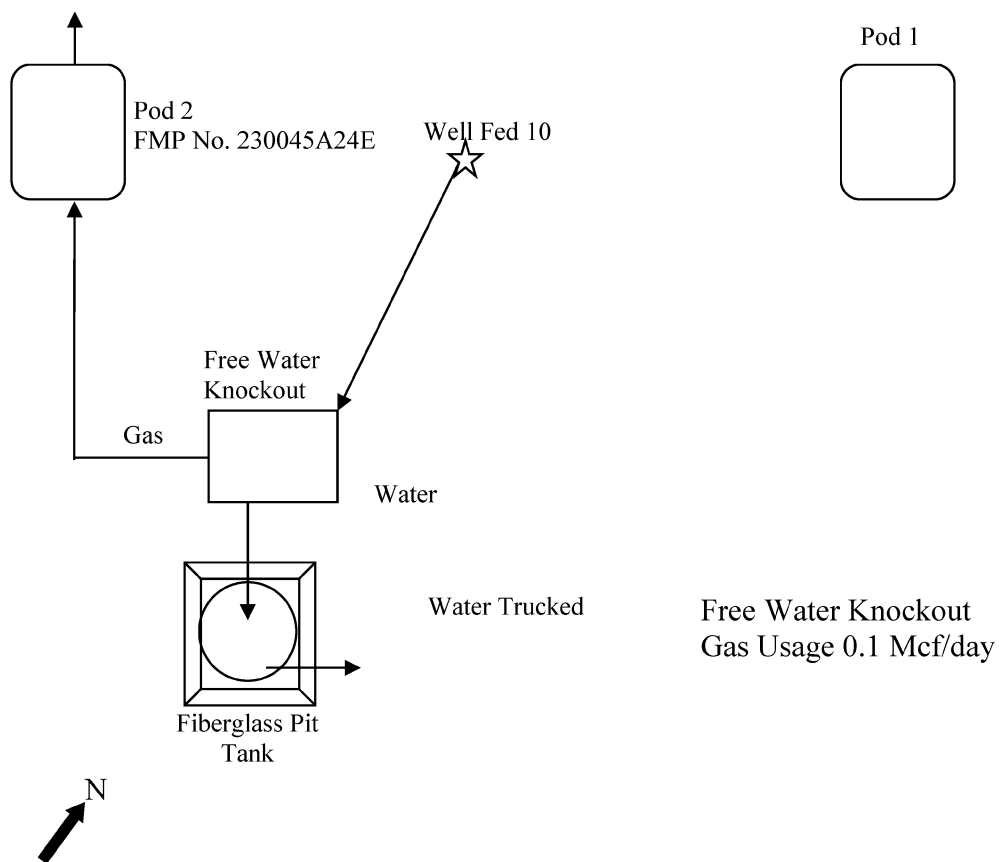 Pod 1
Pod 2
FMP No. 230045A24E
Well Fed 10
Free Water
Knockout
Gas
Water
Water Trucked
Free Water Knockout
Gas Usage 0.1 Mcf/day
Fiberglass Pit
Tank
N